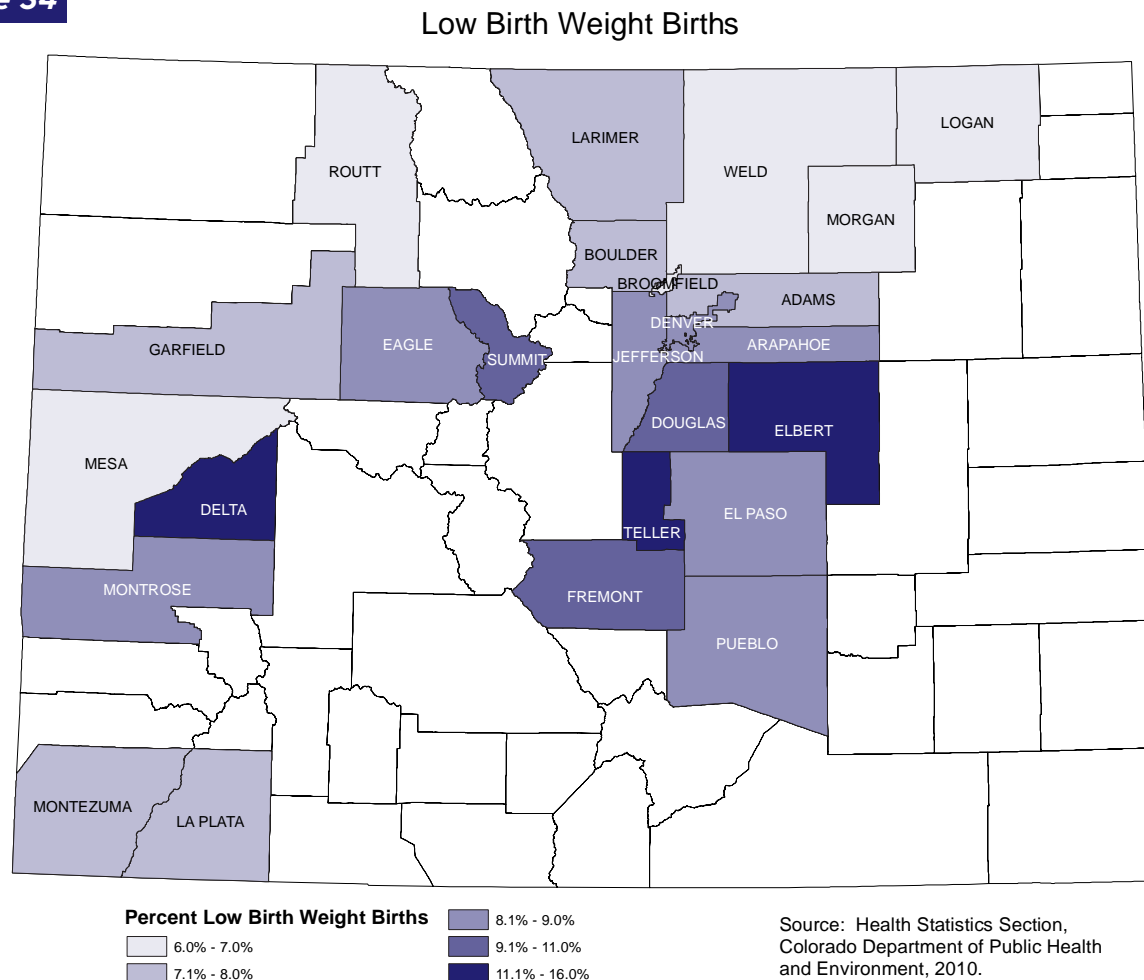 34
Low Birth Weight Births
LOGAN
LARIMER
ROUTT
WELD
MORGAN
BOULDER
BROOMFIELD
ADAMS
DENVER
GARFIELD
EAGLE
SUMMIT
JEFFERSON
ARAPAHOE
DOUGLAS
ELBERT
MESA
DELTA
EL PASO
TELLER
MONTROSE
FREMONT
PUEBLO
MONTEZUMA
LA PLATA
Percent Low Birth Weight Births
6.0% - 7.0%
7.1% - 8.0%
8.1% - 9.0%
9.1% - 11.0%
11.1% - 16.0%
Source: Health Statistics Section,
Colorado Department of Public Health
and Environment, 2010.